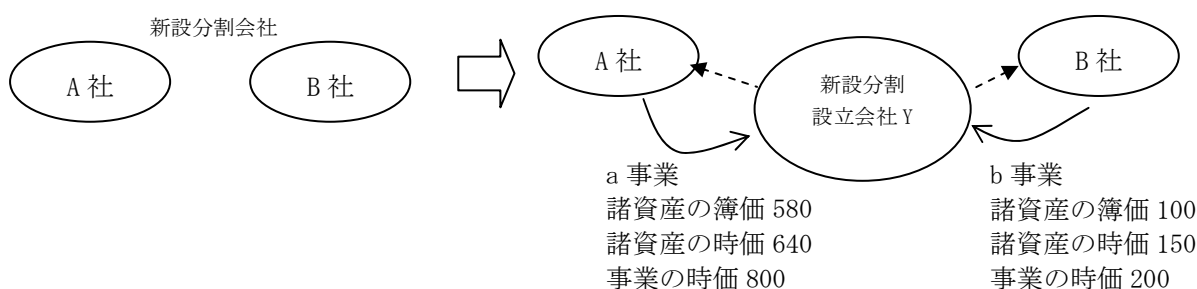 新設分割会社
A 社
B 社
A 社
新設分割
設立会社 Y
B 社
a 事業
諸資産の簿価 580
諸資産の時価 640
事業の時価 800
b 事業
諸資産の簿価 100
諸資産の時価 150
事業の時価 200